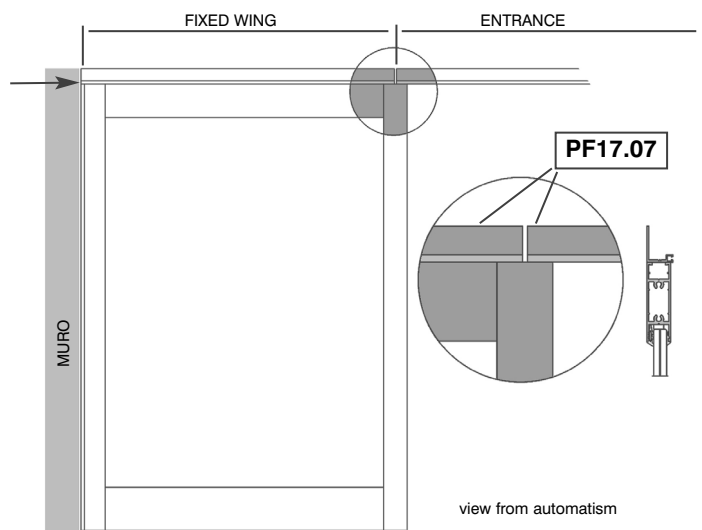 FIXED WING
ENTRANCE
PF17.07
MURO
view from automatism